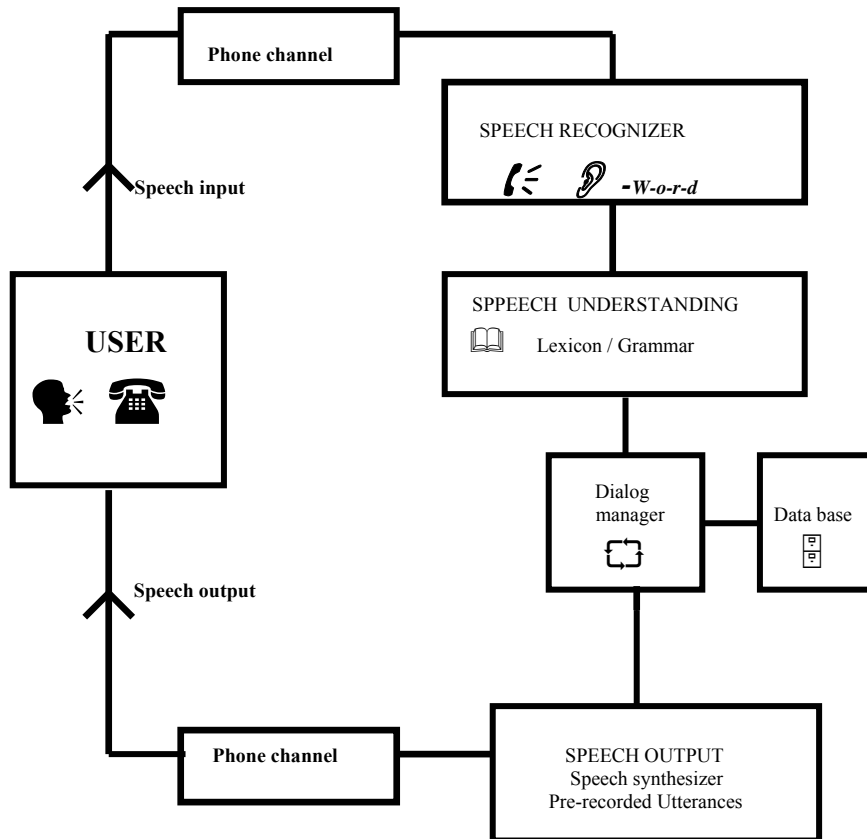 Phone channel
SPEECH RECOGNIZER
-W-o-r-d
Speech input
SPPEECH UNDERSTANDING
Lexicon / Grammar
USER
Dialog
manager
Data base
Speech output
Phone channel
SPEECH OUTPUT
Speech synthesizer
Pre-recorded Utterances